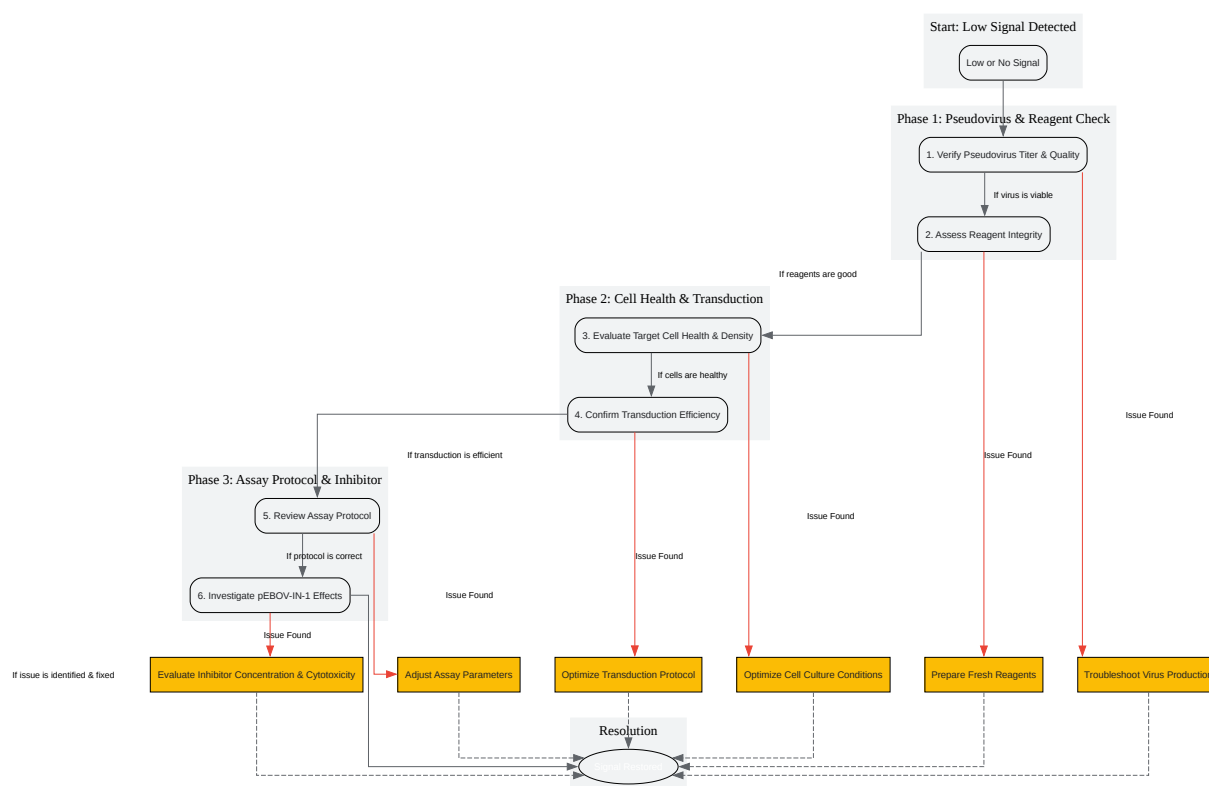 Start: Low Signal Detected
Low or No Signal
Phase 1: Pseudovirus & Reagent Check
1. Verify Pseudovirus Titer & Quality
If virus is viable
2. Assess Reagent Integrity
If reagents are good
Phase 2: Cell Health & Transduction
3. Evaluate Target Cell Health & Density
If cells are healthy
4. Confirm Transduction Efficiency
Issue Found
If transduction is efficient
Issue Found
Phase 3: Assay Protocol & Inhibitor
5. Review Assay Protocol
Issue Found
If protocol is correct
Issue Found
6. Investigate pEBOV-IN-1 Effects
Issue Found
Issue Found
If issue is identified & fixed
Evaluate Inhibitor Concentration & Cytotoxicity
Adjust Assay Parameters
Optimize Transduction Protocol
Optimize Cell Culture Conditions
Prepare Fresh Reagents
Troubleshoot Virus Production
Resolution